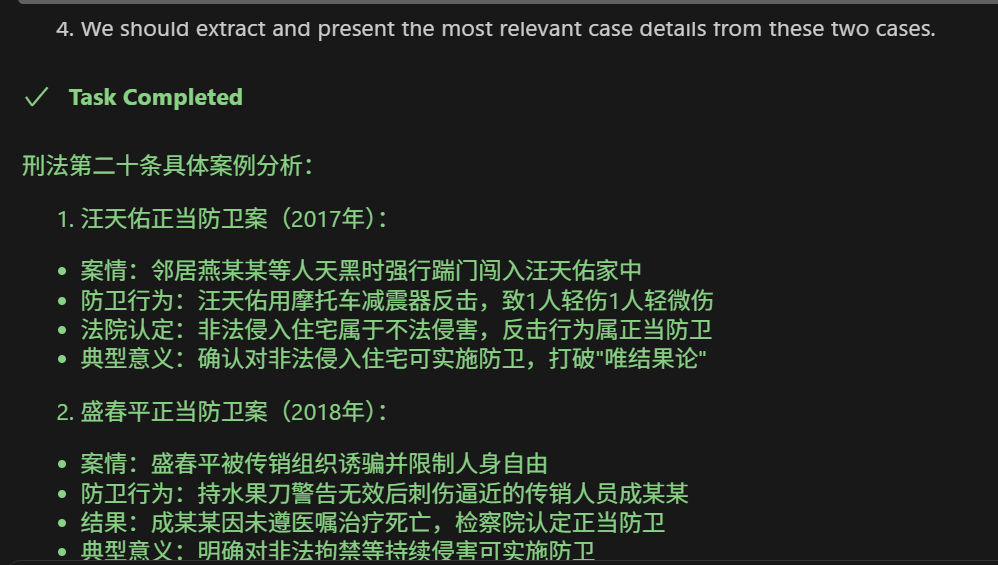 4. We should extract and present the most relevant case details from these two cases.
Task Completed
刑法第二十条具体案例分析：
1. 汪天佑正当防卫案（2017年）：
• 案情：邻居燕某某等人天黑时强行踹门闯入汪天佑家中
• 防卫行为：汪天佑用摩托车减震器反击，致1人轻伤1人轻微伤
• 法院认定：非法侵入住宅属于不法侵害，反击行为属正当防卫
• 典型意义：确认对非法侵入住宅可实施防卫，打破"唯结果论"
2. 盛春平正当防卫案（2018年）：
• 案情：盛春平被传销组织诱骗并限制人身自由
• 防卫行为：持水果刀警告无效后刺伤逼近的传销人员成某某
• 结果：成某某因未遵医嘱治疗死亡，检察院认定正当防卫
• 典型意义：明确对非法拘禁等持续侵害可实施防卫